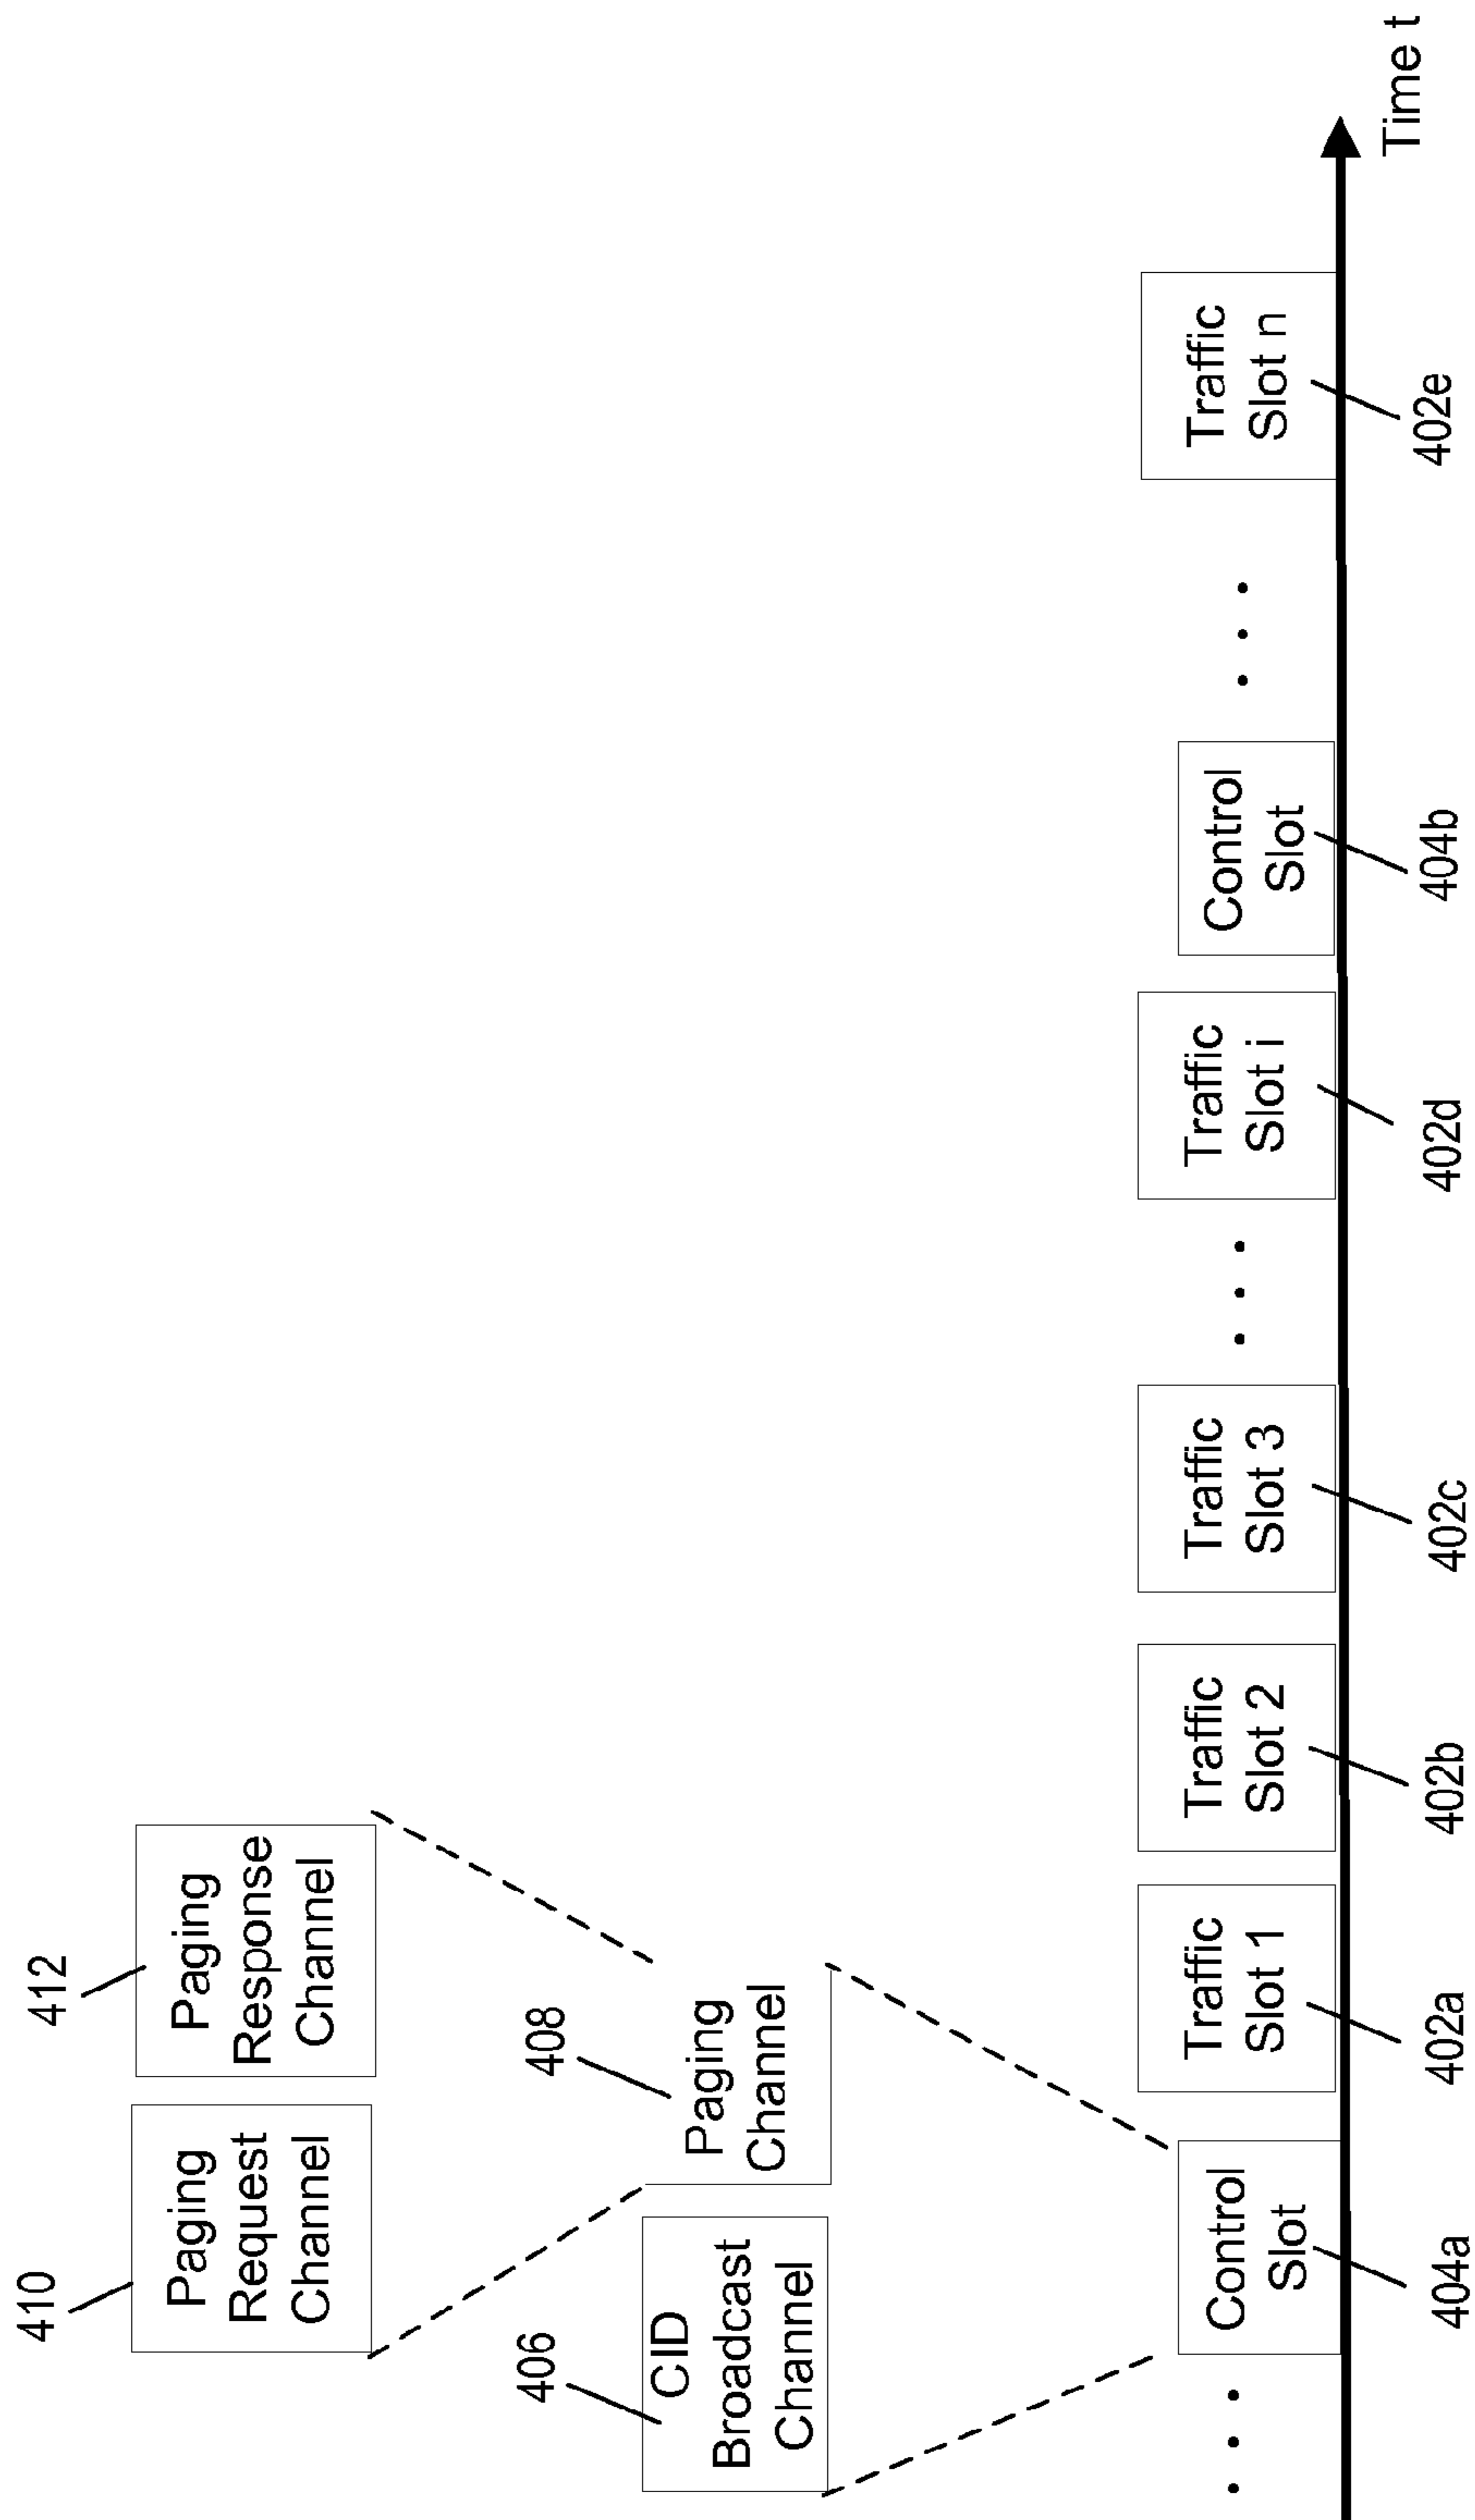 410
412
Paging
Request
Channel
Paging
Response
Channel
406
408
CID
Broadcast
Channel
Paging
Channel
Control
Slot
Traffic
Slot 1
Traffic
Slot 2
Traffic
Slot 3
Traffic
Slot i
Control
Slot
Traffic
Slot n
Time t
404a
402a
402b
402c
402d
404b
402e